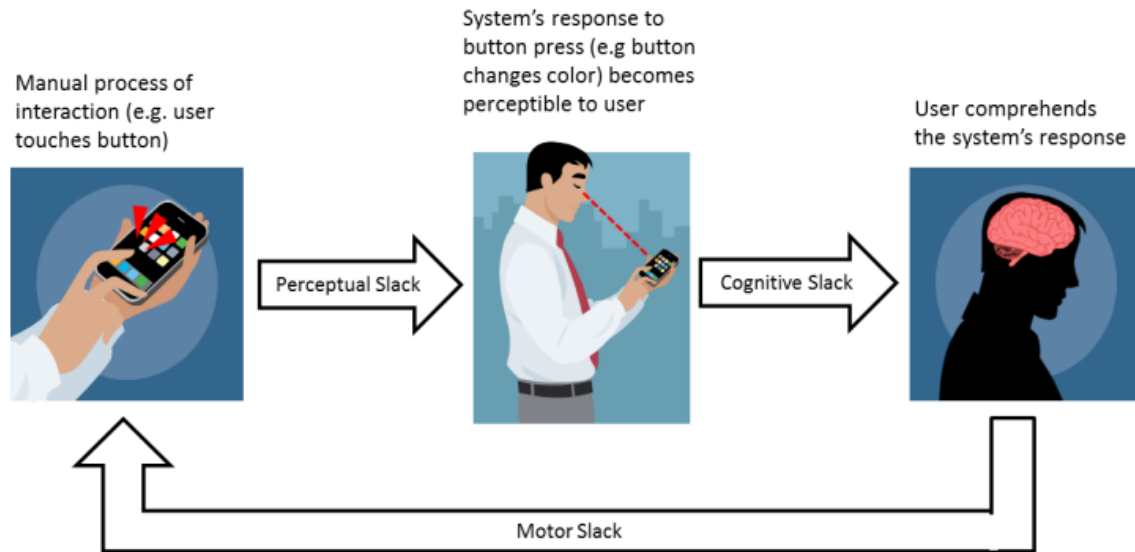 Manual process of
interaction (e.g. user
touches button)
System's response to
button press (e.g button
changes color) becomes
perceptible to user
User comprehends
the system's response
Perceptual Slack
Cognitive Slack
Motor Slack